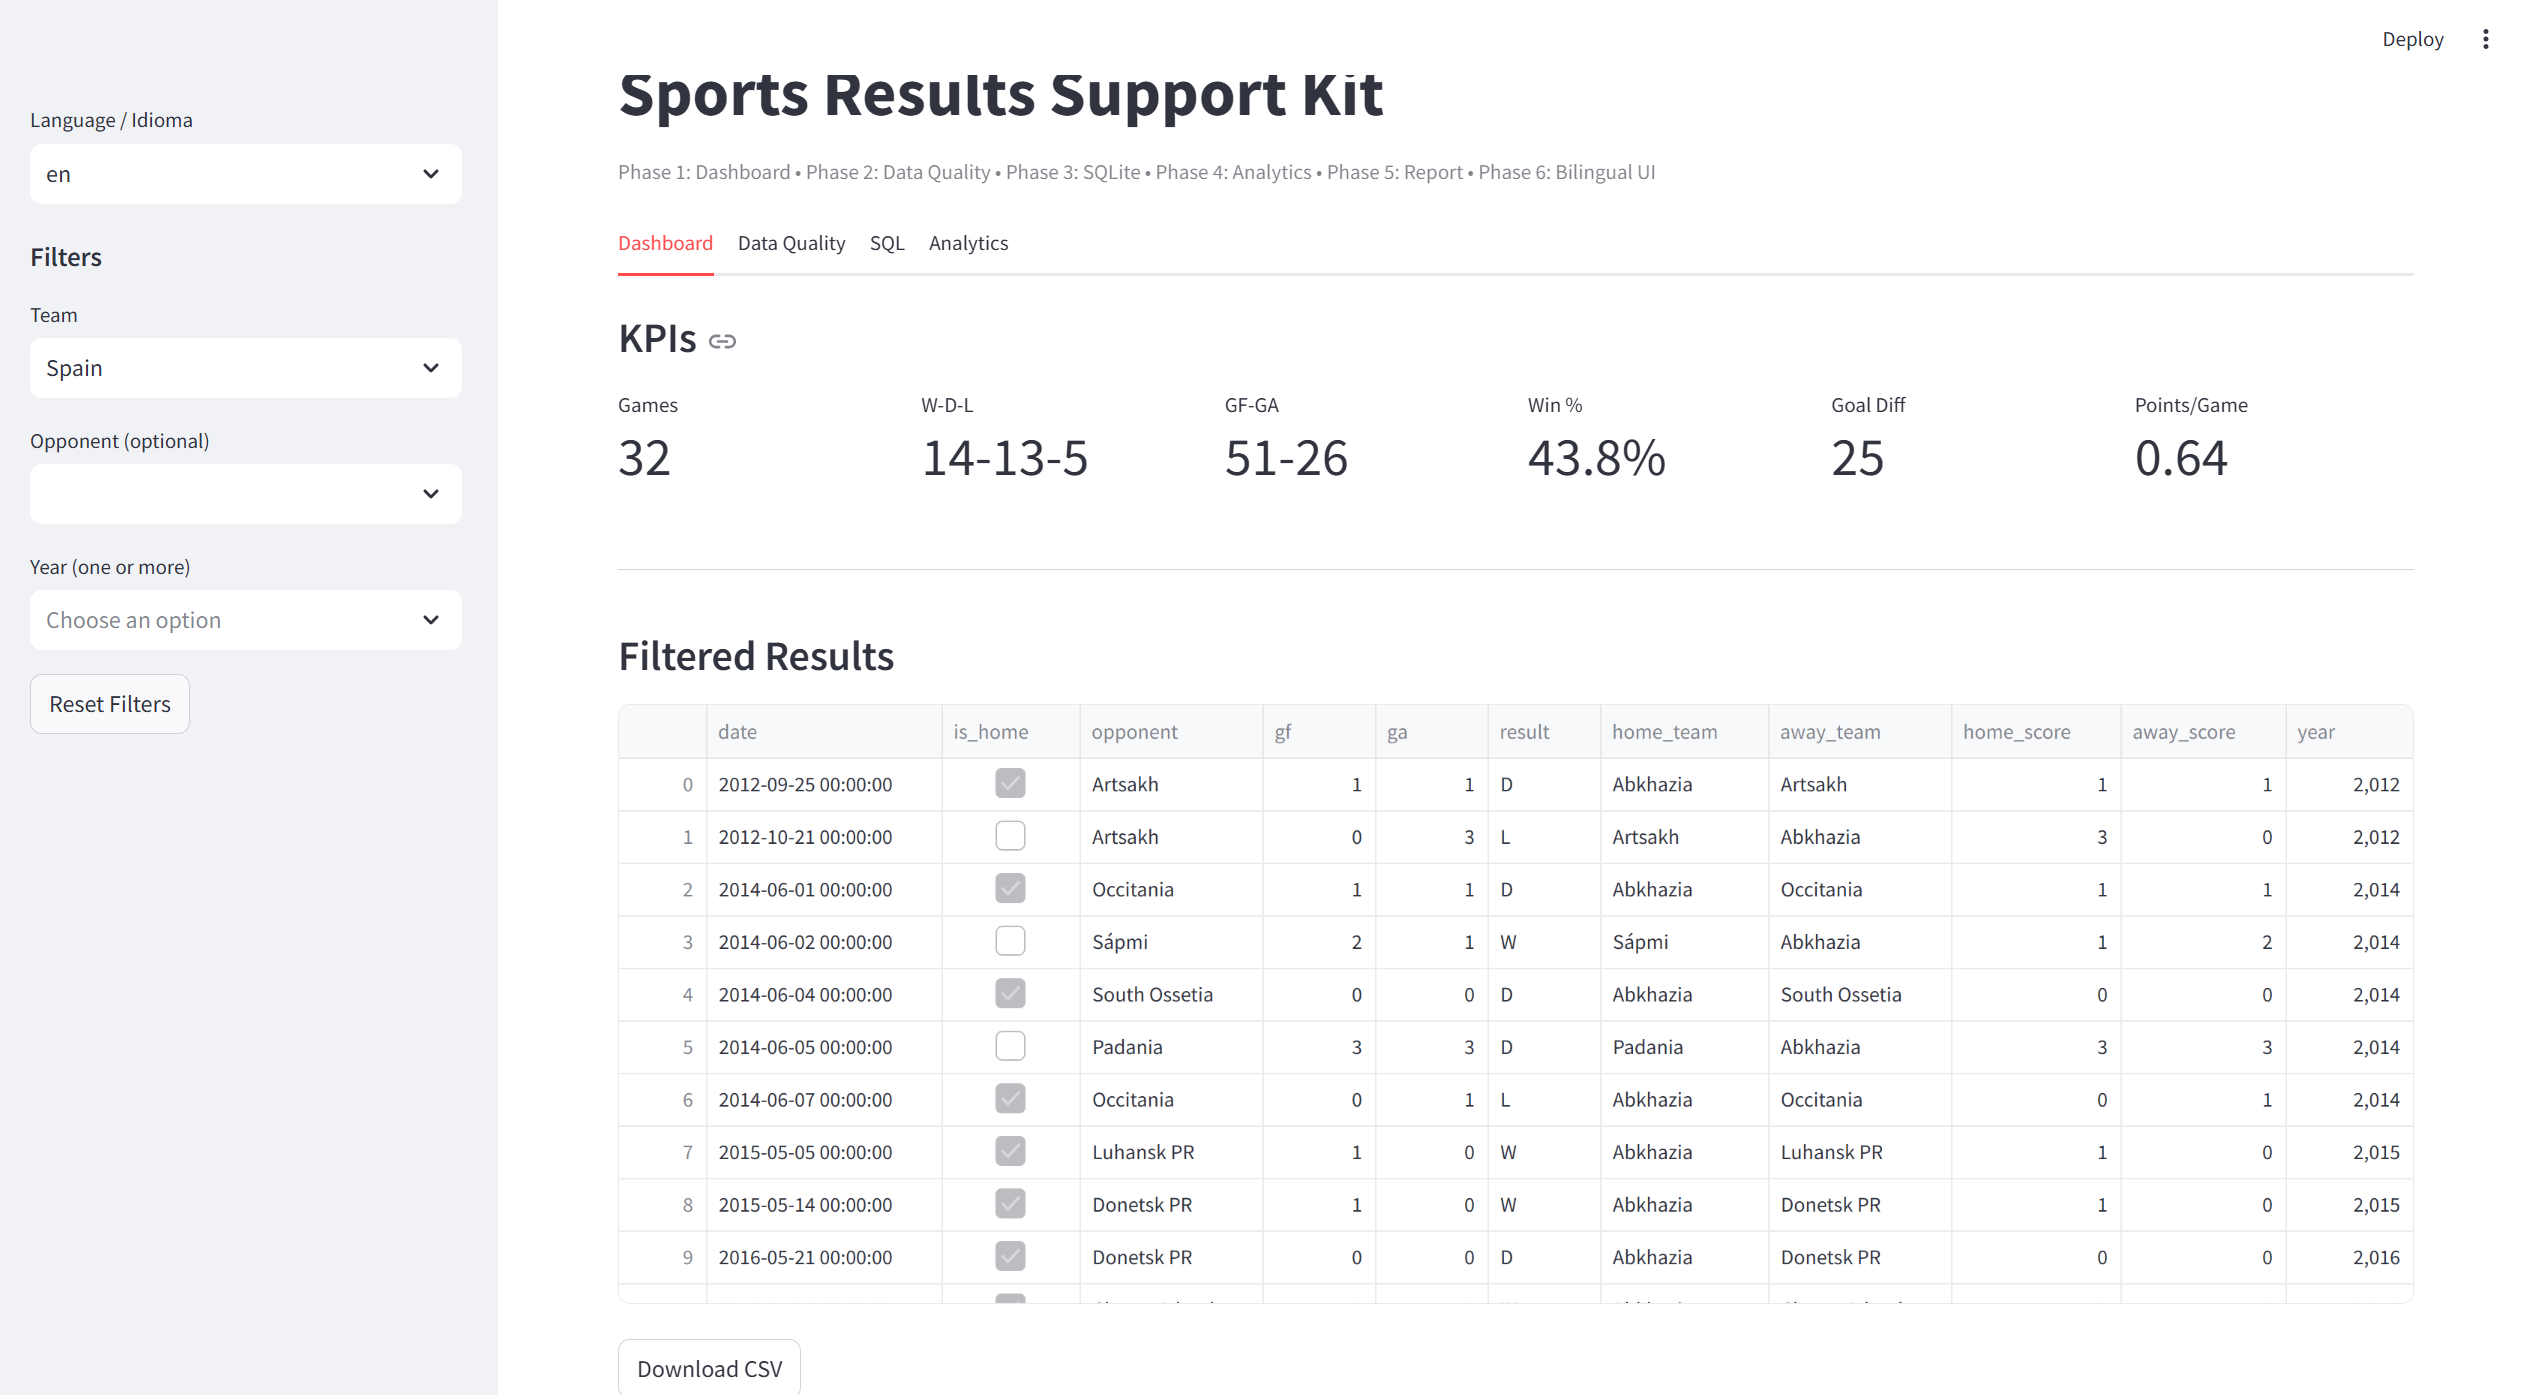 Deploy
Language / Idioma
en
Filters
Team
Spain
Opponent (optional)
Year (one or more)
Choose an option
Reset Filters
Sports Results Support Kit
Phase 1: Dashboard • Phase 2: Data Quality • Phase 3: SQLite • Phase 4: Analytics • Phase 5: Report • Phase 6: Bilingual UI
Dashboard Data Quality SQL Analytics
KPIs
Games W-D-L GF-GA Win % Goal Diff Points/Game
32 14-13-5 51-26 43.8% 25 0.64
Filtered Results
date is_home opponent gf ga result home_team away_team home_score away_score year
0 2012-09-25 00:00:00 Artsakh 1 1 D Abkhazia Artsakh 1 1 2,012
1 2012-10-21 00:00:00 Artsakh 0 3 L Artsakh Abkhazia 3 0 2,012
2 2014-06-01 00:00:00 Occitania 1 1 D Abkhazia Occitania 1 1 2,014
3 2014-06-02 00:00:00 Sápmi 2 1 W Sápmi Abkhazia 1 2 2,014
4 2014-06-04 00:00:00 South Ossetia 0 0 D Abkhazia South Ossetia 0 0 2,014
5 2014-06-05 00:00:00 Padania 3 3 D Padania Abkhazia 3 3 2,014
6 2014-06-07 00:00:00 Occitania 0 1 L Abkhazia Occitania 0 1 2,014
7 2015-05-05 00:00:00 Luhansk PR 1 0 W Abkhazia Luhansk PR 1 0 2,015
8 2015-05-14 00:00:00 Donetsk PR 1 0 W Abkhazia Donetsk PR 1 0 2,015
9 2016-05-21 00:00:00 Donetsk PR 0 0 D Abkhazia Donetsk PR 0 0 2,016
Download CSV